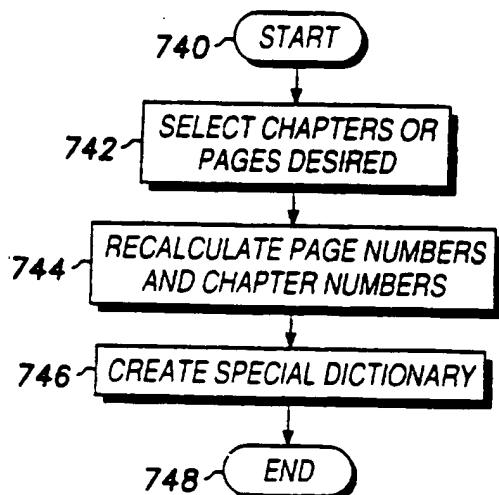 740 START
742 SELECT CHAPTERS OR
PAGES DESIRED
744 RECALCULATE PAGE NUMBERS
AND CHAPTER NUMBERS
746 CREATE SPECIAL DICTIONARY
748 END